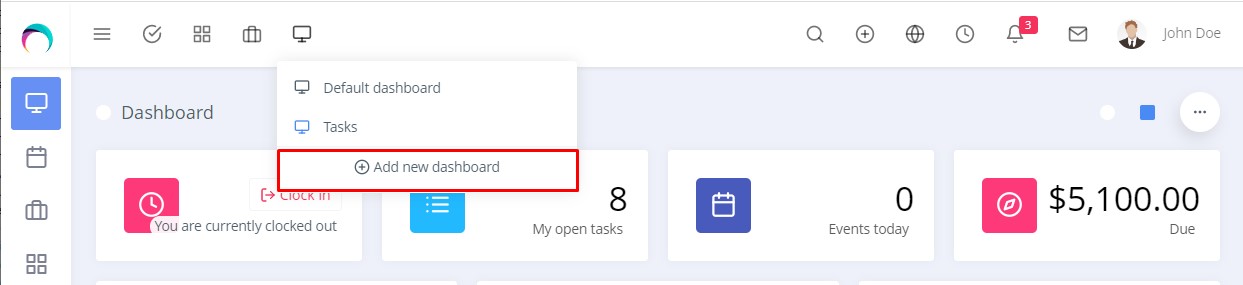 3
John Doe
Default dashboard
Dashboard
Tasks
Add new dashboard
Clock In
You are currently clocked out
8
My open tasks
0
Events today
$5,100.00
Due